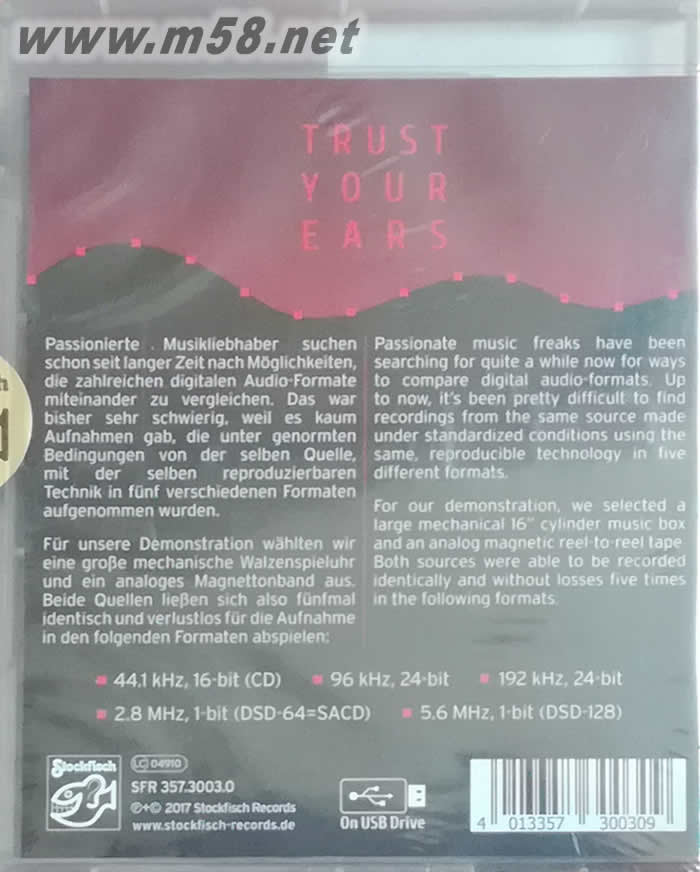 www.m58.net
TRUST
YOUR
EARS
Passionierte Musikliebhaber suchen
schon seit langer Zeit nach Möglichkeiten,
die zahlreichen digitalen Audio-Formate
miteinander zu vergleichen. Das war
bisher sehr schwierig, weil es kaum
Aufnahmen gab, die unter genormten
Bedingungen von der selben Quelle,
mit der selben reproduzierbaren
Technik in fünf verschiedenen Formaten
aufgenommen wurden.
Für unsere Demonstration wählten wir
eine große mechanische Walzenspieluhr
und ein analoges Magnettonband aus.
Beide Quellen ließen sich also fünfmal
identisch und verlustlos für die Aufnahme
in den folgenden Formaten abspielen:
Passionate music freaks have been
searching for quite a while now for ways
to compare digital audio-formats. Up
to now, it's been pretty difficult to find
recordings from the same source made
under standardized conditions using the
same, reproducible technology in five
different formats.
For our demonstration, we selected a
large mechanical 16" cylinder music box
and an analog magnetic reel-to-reel tape.
Both sources were able to be recorded
identically and without losses five times
in the following formats:
44.1 kHz, 16-bit (CD)
96 kHz, 24-bit
192 kHz, 24-bit
2.8 MHz, 1-bit (DSD-64=SACD)
5.6 MHz, 1-bit (DSD-128)
Stockfisch
LC 04910
SFR 357.3003.0
℗+© 2017 Stockfisch Records
www.stockfisch-records.de
On USB Drive
4 013357 300309